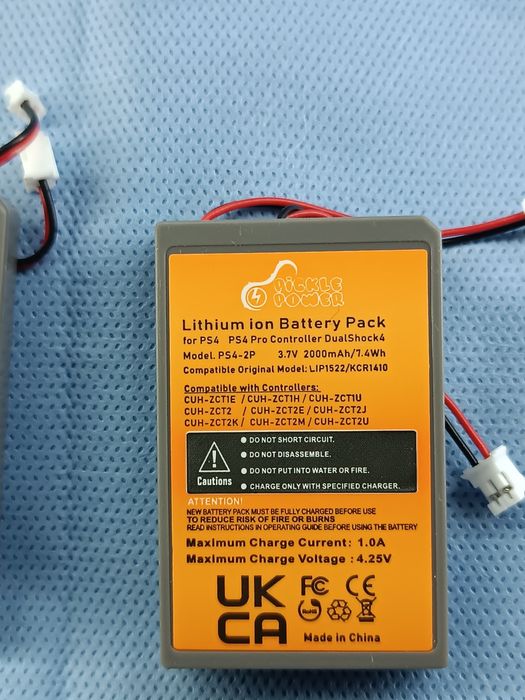 Pickle
Power
Lithium ion Battery Pack
for PS4 PS4 Pro Controller DualShock4
Model. PS4-2P 3.7V 2000mAh/7.4Wh
Compatible Original Model: LIP1522/KCR1410
Compatible with Controllers:
CUH-ZCT1E / CUH-ZCT1H / CUH-ZCT1U
CUH-ZCT2 / CUH-ZCT2E / CUH-ZCT2J
CUH-ZCT2K / CUH-ZCT2M / CUH-ZCT2U
Cautions
● DO NOT SHORT CIRCUIT.
● DO NOT DISASSEMBLE.
● DO NOT PUT INTO WATER OR FIRE.
● CHARGE ONLY WITH SPECIFIED CHARGER.
ATTENTION!
NEW BATTERY PACK MUST BE FULLY CHARGED BEFORE USE
TO REDUCE RISK OF FIRE OR BURNS
READ INSTRUCTIONS IN OPERATING GUIDE BEFORE USING THE BATTERY
Maximum Charge Current: 1.0A
Maximum Charge Voltage : 4.25V
UK
CA
FC CE
RoHS
Made in China